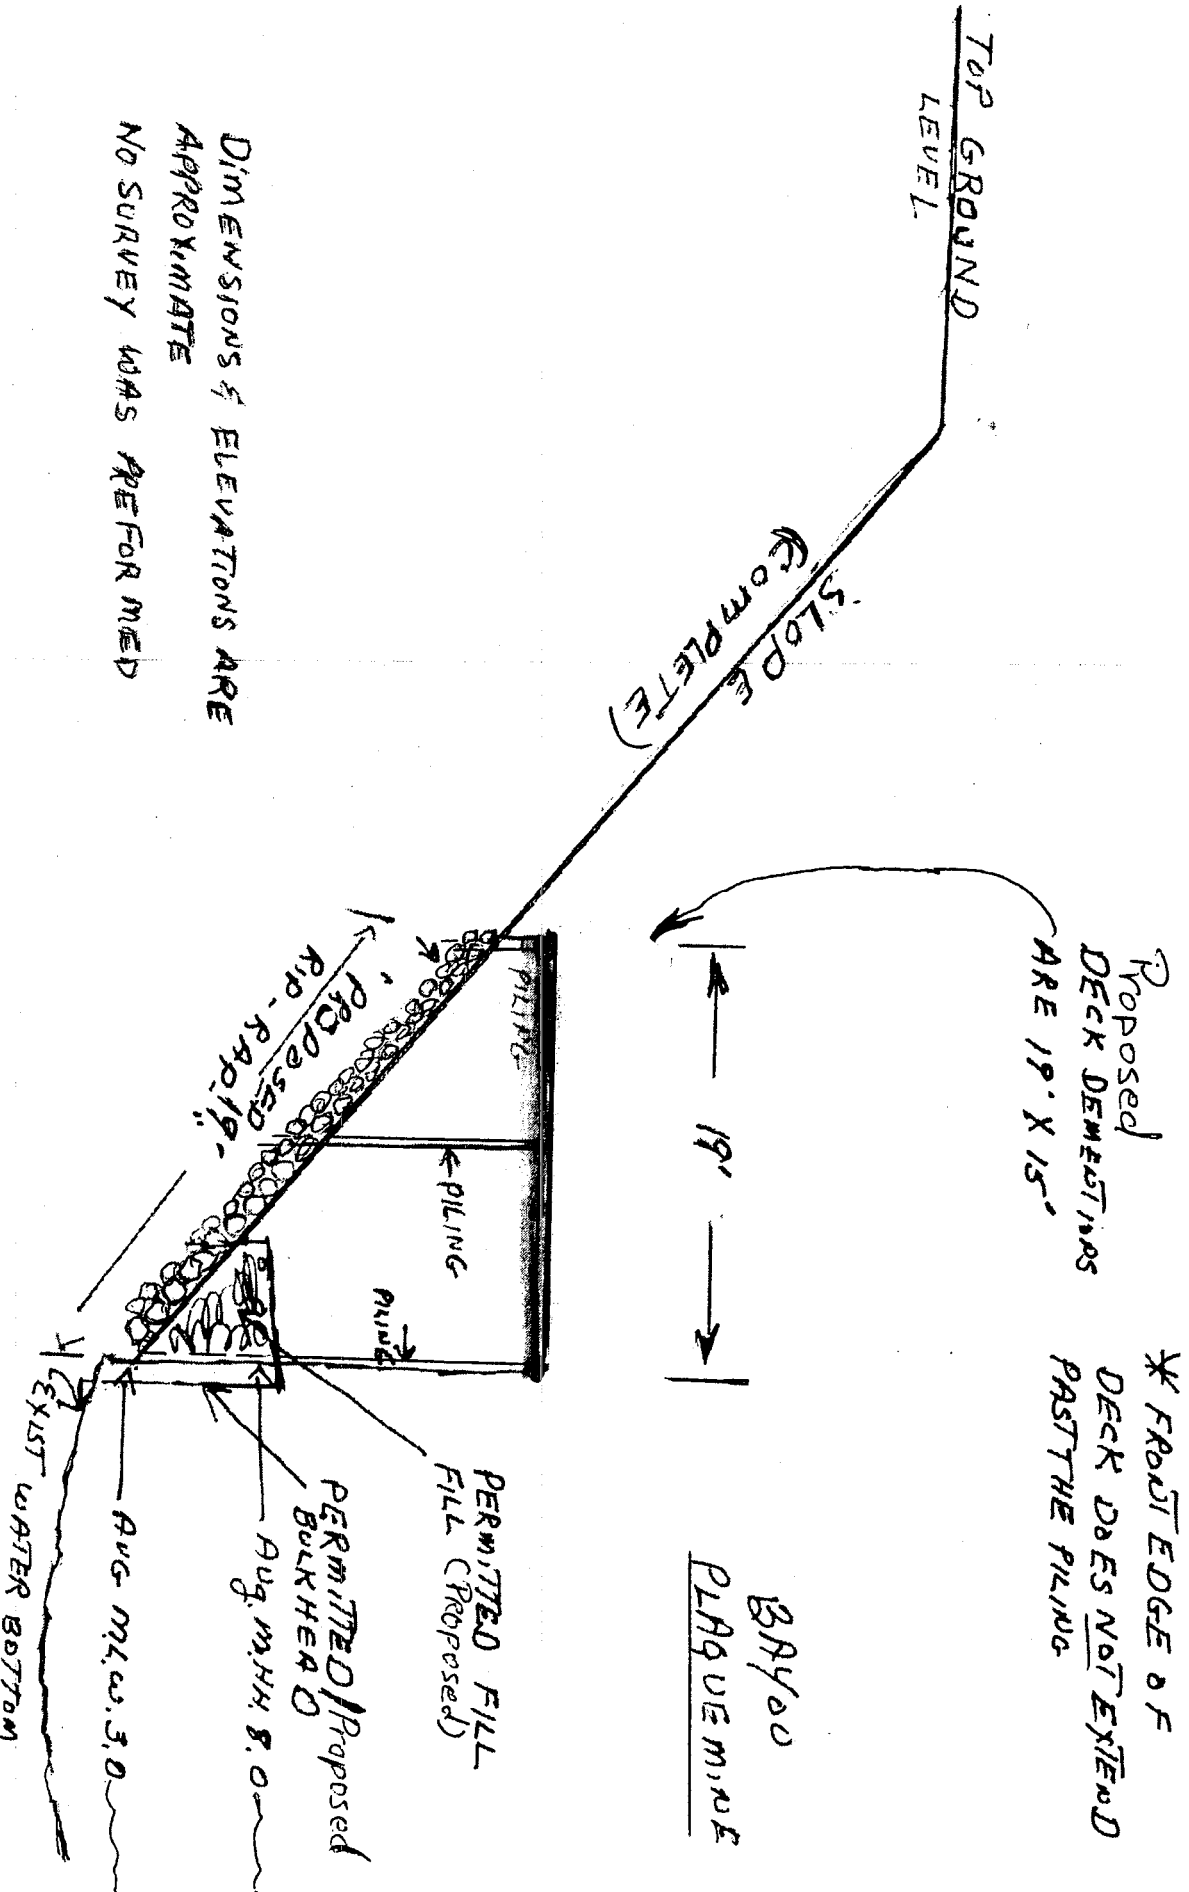 Proposed
DECK DEMENTIONS
ARE 19' X 15'
* FRONT EDGE OF
DECK DOES NOT EXTEND
PAST THE PILING
TOP GROUND
LEVEL
SLOPE
(COMPLETE)
19'
BAYOU
PLAQUEMINE
PILING
PILING
PILING
PROPOSED
RIP-RAP 19'
PERMITTED FILL
FILL (PROPOSED)
PERMITTED/Proposed
BULKHEAD
AVG. M.H.H. 8.0
AVG M.L.W. 3.0
EXIST WATER BOTTOM
DIMENSIONS & ELEVATIONS ARE
APPROXIMATE
NO SURVEY WAS PREFORMED